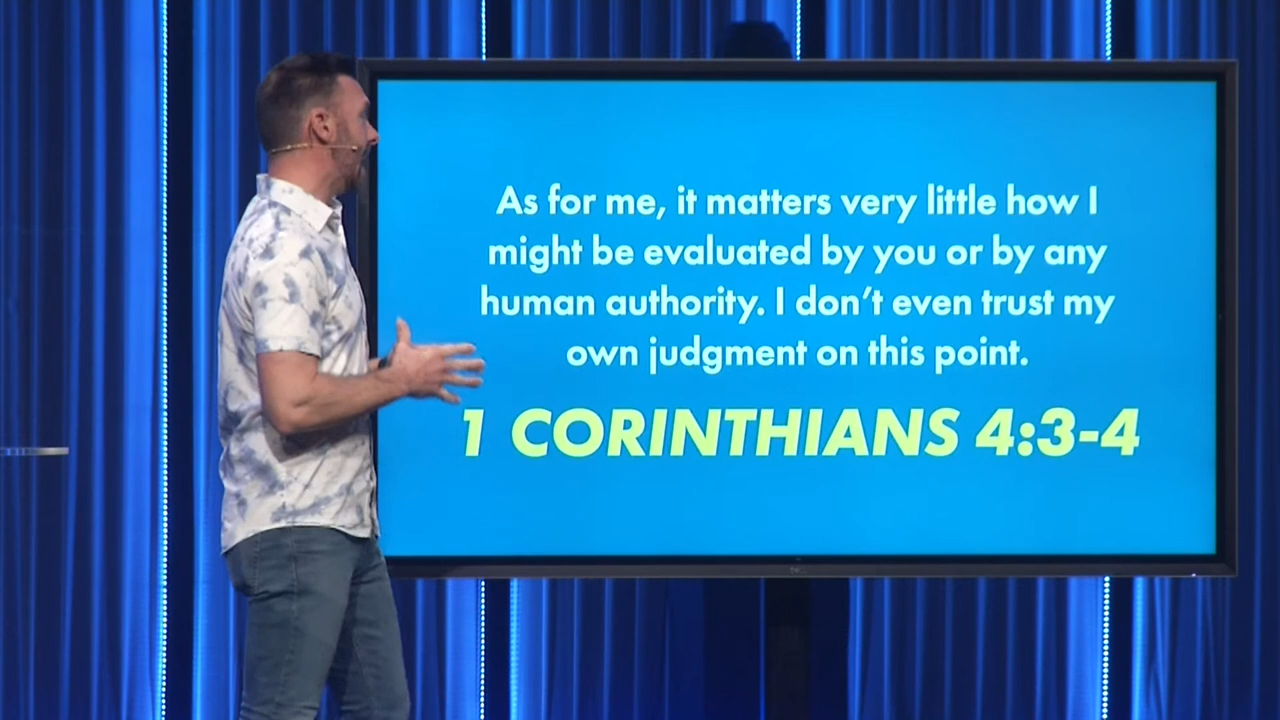 As for me, it matters very little how I
might be evaluated by you or by any
human authority. I don't even trust my
own judgment on this point.
1 CORINTHIANS 4:3-4